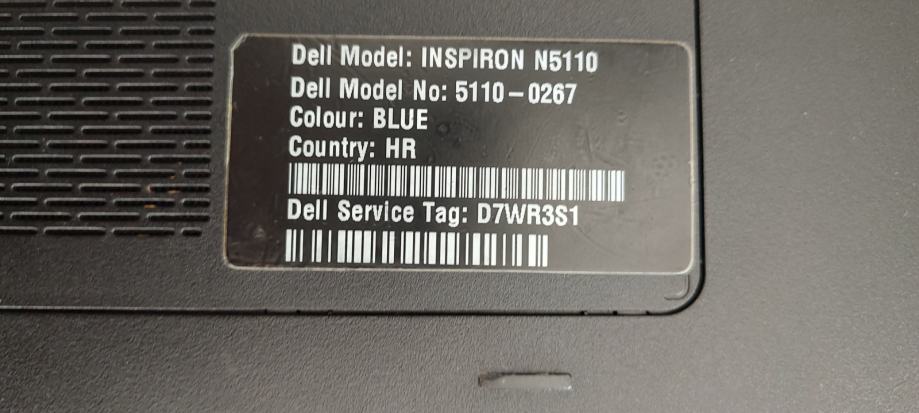 Dell Model: INSPIRON N5110
Dell Model No: 5110-0267
Colour: BLUE
Country: HR
Dell Service Tag: D7WR3S1